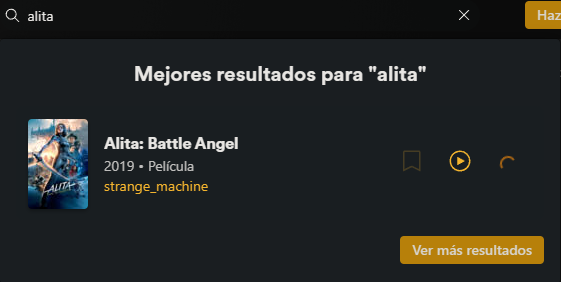 alita
Haz
Mejores resultados para "alita"
ALITA
Alita: Battle Angel
2019 • Película
strange_machine
Ver más resultados